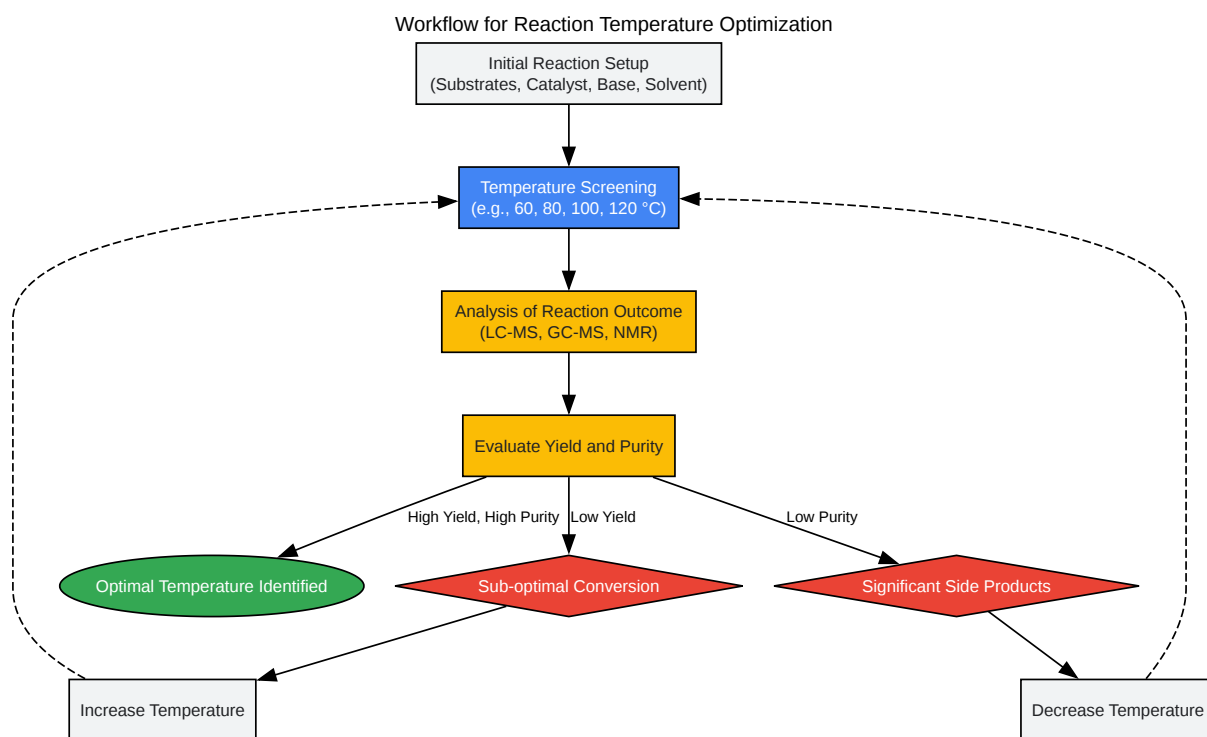 Workflow for Reaction Temperature Optimization
Initial Reaction Setup
(Substrates, Catalyst, Base, Solvent)
Temperature Screening
(e.g., 60, 80, 100, 120 °C)
Analysis of Reaction Outcome
(LC-MS, GC-MS, NMR)
Evaluate Yield and Purity
High Yield, High Purity
Low Yield
Low Purity
Optimal Temperature Identified
Sub-optimal Conversion
Significant Side Products
Increase Temperature
Decrease Temperature